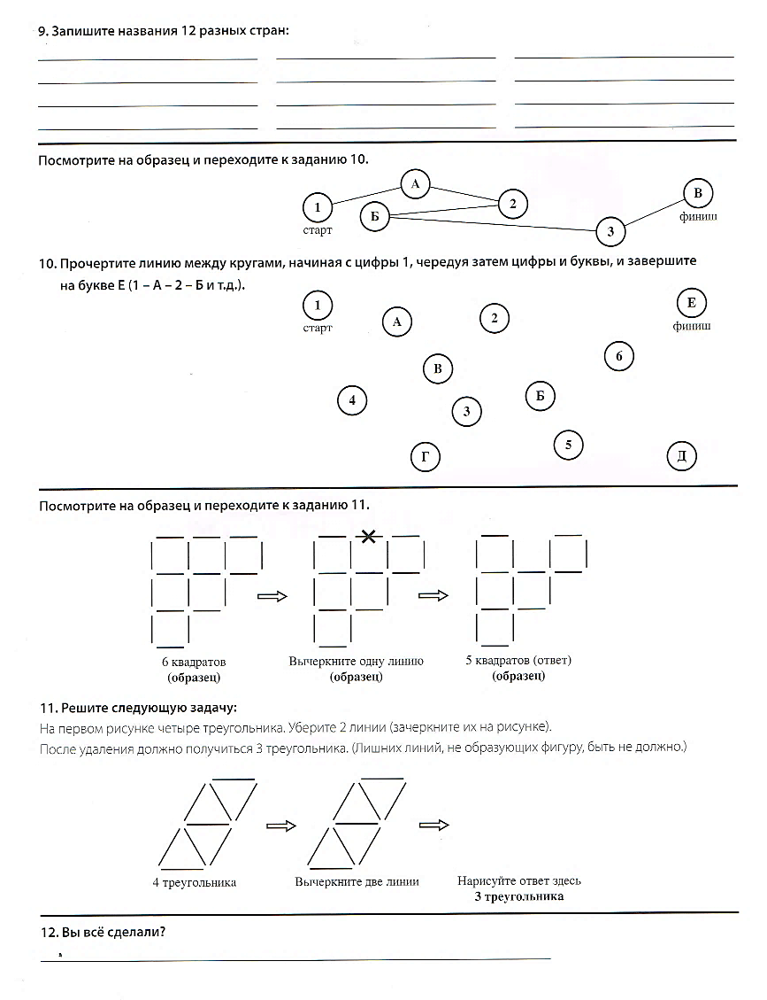 9. Запишите названия 12 разных стран:
Посмотрите на образец и переходите к заданию 10.
1 А 2 Б 3 В
старт финиш
10. Прочертите линию между кругами, начиная с цифры 1, чередуя затем цифры и буквы, и завершите
на букве Е (1 – А – 2 – Б и т.д.).
1 А 2 Е
старт финиш
В 6
4 3 Б
Г 5 Д
Посмотрите на образец и переходите к заданию 11.
6 квадратов Вычеркните одну линию 5 квадратов (ответ)
(образец) (образец) (образец)
11. Решите следующую задачу:
На первом рисунке четыре треугольника. Уберите 2 линии (зачеркните их на рисунке).
После удаления должно получиться 3 треугольника. (Лишних линий, не образующих фигуру, быть не должно.)
4 треугольника Вычеркните две линии Нарисуйте ответ здесь
3 треугольника
12. Вы всё сделали?